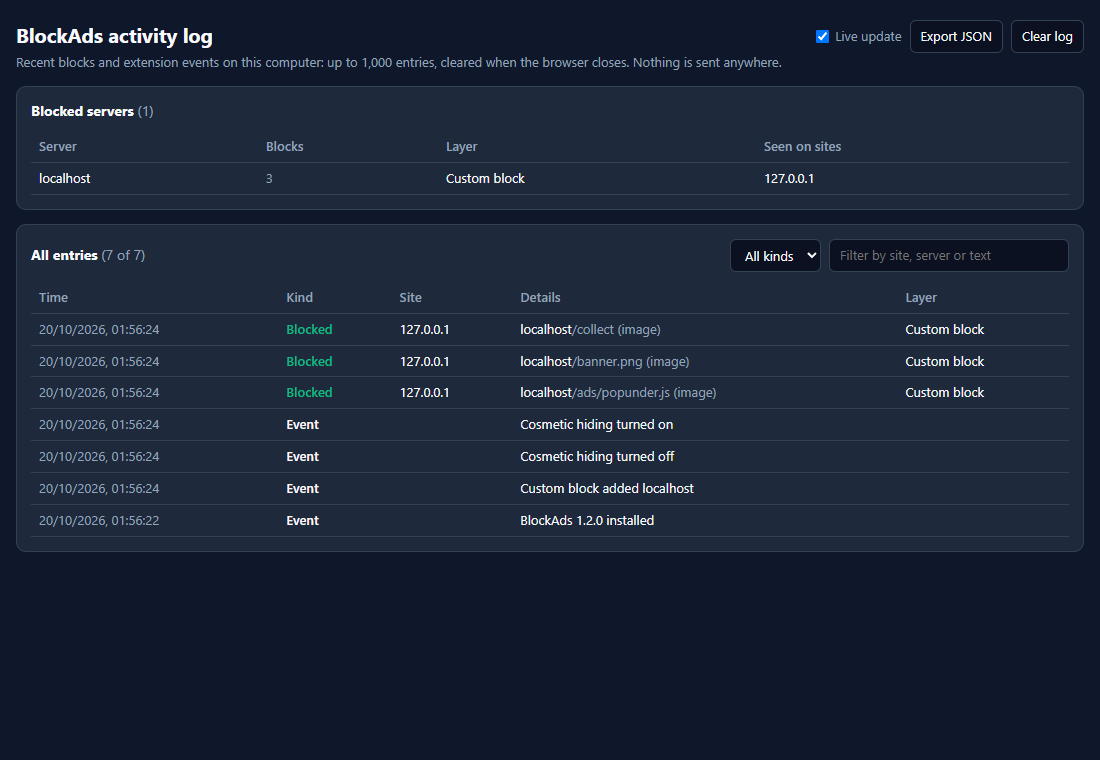 BlockAds activity log
Live update
Export JSON
Clear log
Recent blocks and extension events on this computer: up to 1,000 entries, cleared when the browser closes. Nothing is sent anywhere.
Blocked servers (1)
Server Blocks Layer Seen on sites
localhost 3 Custom block 127.0.0.1
All entries (7 of 7)
All kinds
Filter by site, server or text
Time Kind Site Details Layer
20/10/2026, 01:56:24 Blocked 127.0.0.1 localhost/collect (image) Custom block
20/10/2026, 01:56:24 Blocked 127.0.0.1 localhost/banner.png (image) Custom block
20/10/2026, 01:56:24 Blocked 127.0.0.1 localhost/ads/popunder.js (image) Custom block
20/10/2026, 01:56:24 Event Cosmetic hiding turned on
20/10/2026, 01:56:24 Event Cosmetic hiding turned off
20/10/2026, 01:56:24 Event Custom block added localhost
20/10/2026, 01:56:22 Event BlockAds 1.2.0 installed